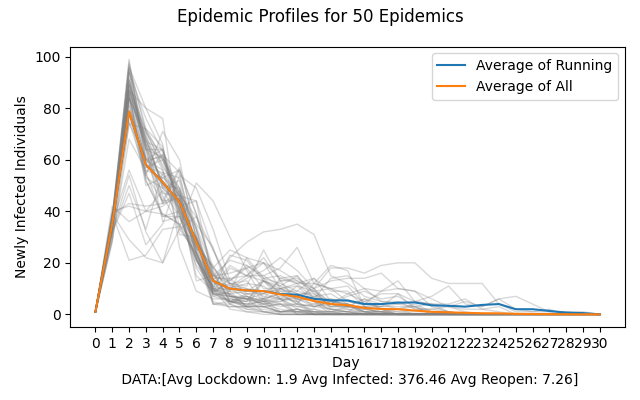 Epidemic Profiles for 50 Epidemics
Average of Running
Average of All
Newly Infected Individuals
100
80
60
40
20
0
0 1 2 3 4 5 6 7 8 9 10 11 12 13 14 15 16 17 18 19 20 21 22 23 24 25 26 27 28 29 30
Day
DATA:[Avg Lockdown: 1.9 Avg Infected: 376.46 Avg Reopen: 7.26]